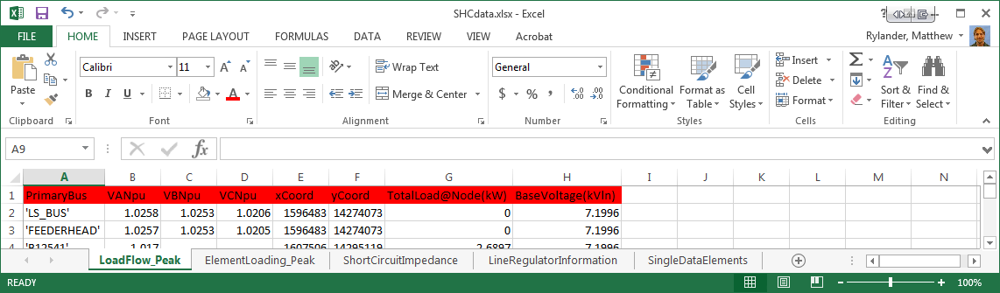 SHCdata.xlsx - Excel
FILE HOME INSERT PAGE LAYOUT FORMULAS DATA REVIEW VIEW Acrobat Rylander, Matthew
Paste
Clipboard
Calibri 11
B I U A
Font
Wrap Text
Merge & Center
Alignment
General
$ % ,
Number
Conditional Formatting
Format as Table
Cell Styles
Styles
Insert
Delete
Format
Cells
Sort & Filter
Find & Select
Editing
A9 fx
A B C D E F G H I J K L M N
1 PrimaryBus VANpu VBNpu VCNpu xCoord yCoord TotalLoad@Node(kW) BaseVoltage(kVln)
2 'LS_BUS' 1.0258 1.0253 1.0206 1596483 14274073 0 7.1996
3 'FEEDERHEAD' 1.0257 1.0253 1.0205 1596483 14274073 0 7.1996
4 'B12541' 1.017 1607506 14295119 2.6897 7.1996
LoadFlow_Peak ElementLoading_Peak ShortCircuitImpedance LineRegulatorInformation SingleDataElements
READY 100%